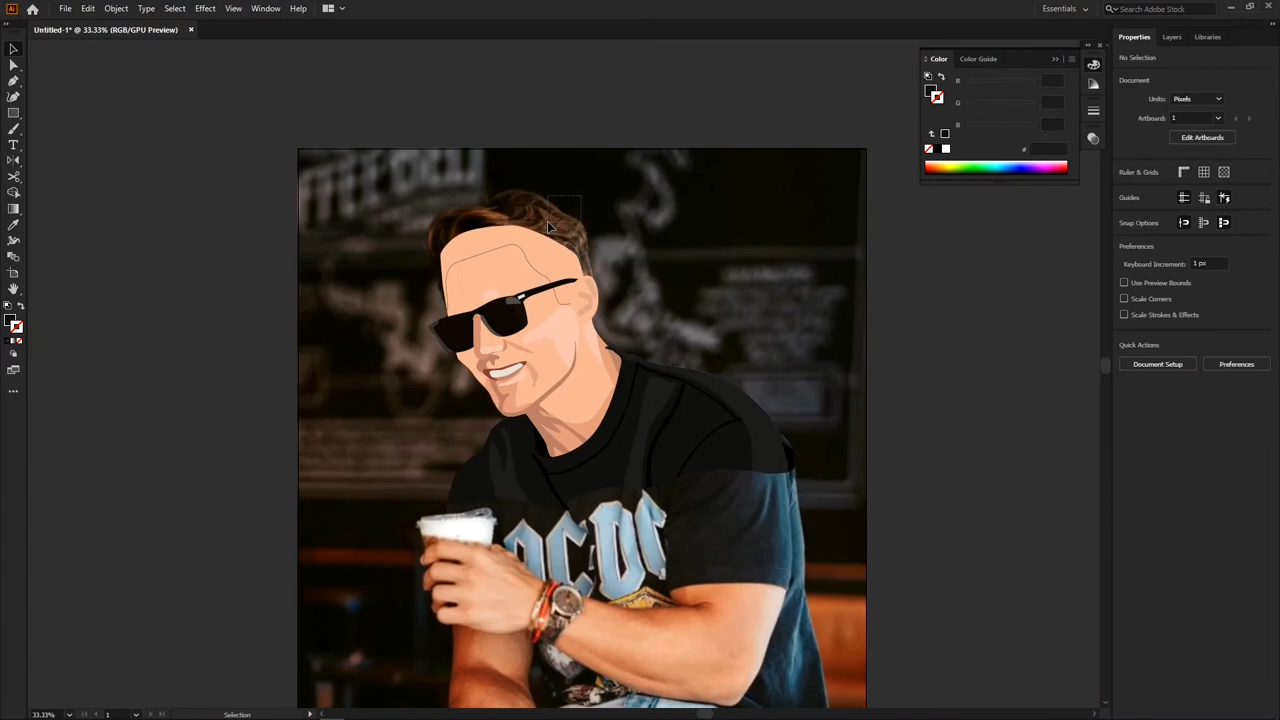 Ai File Edit Object Type Select Effect View Window Help Essentials Search Adobe Stock
Untitled-1* @ 33.33% (RGB/GPU Preview)
Properties Layers Libraries
Color Color Guide
No Selection
R
Document
Units: Pixels
G
Artboard: 1
B
Edit Artboards
#
Ruler & Grids
Guides
Snap Options
Preferences
Keyboard Increment: 1 px
Use Preview Bounds
Scale Corners
Scale Strokes & Effects
Quick Actions
Document Setup Preferences
33.33% 1 Selection